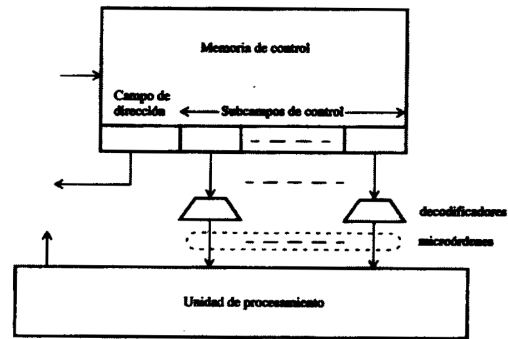 Memoria de control
Campo de
dirección
Subcampos de control
decodificadores
microórdenes
Unidad de procesamiento